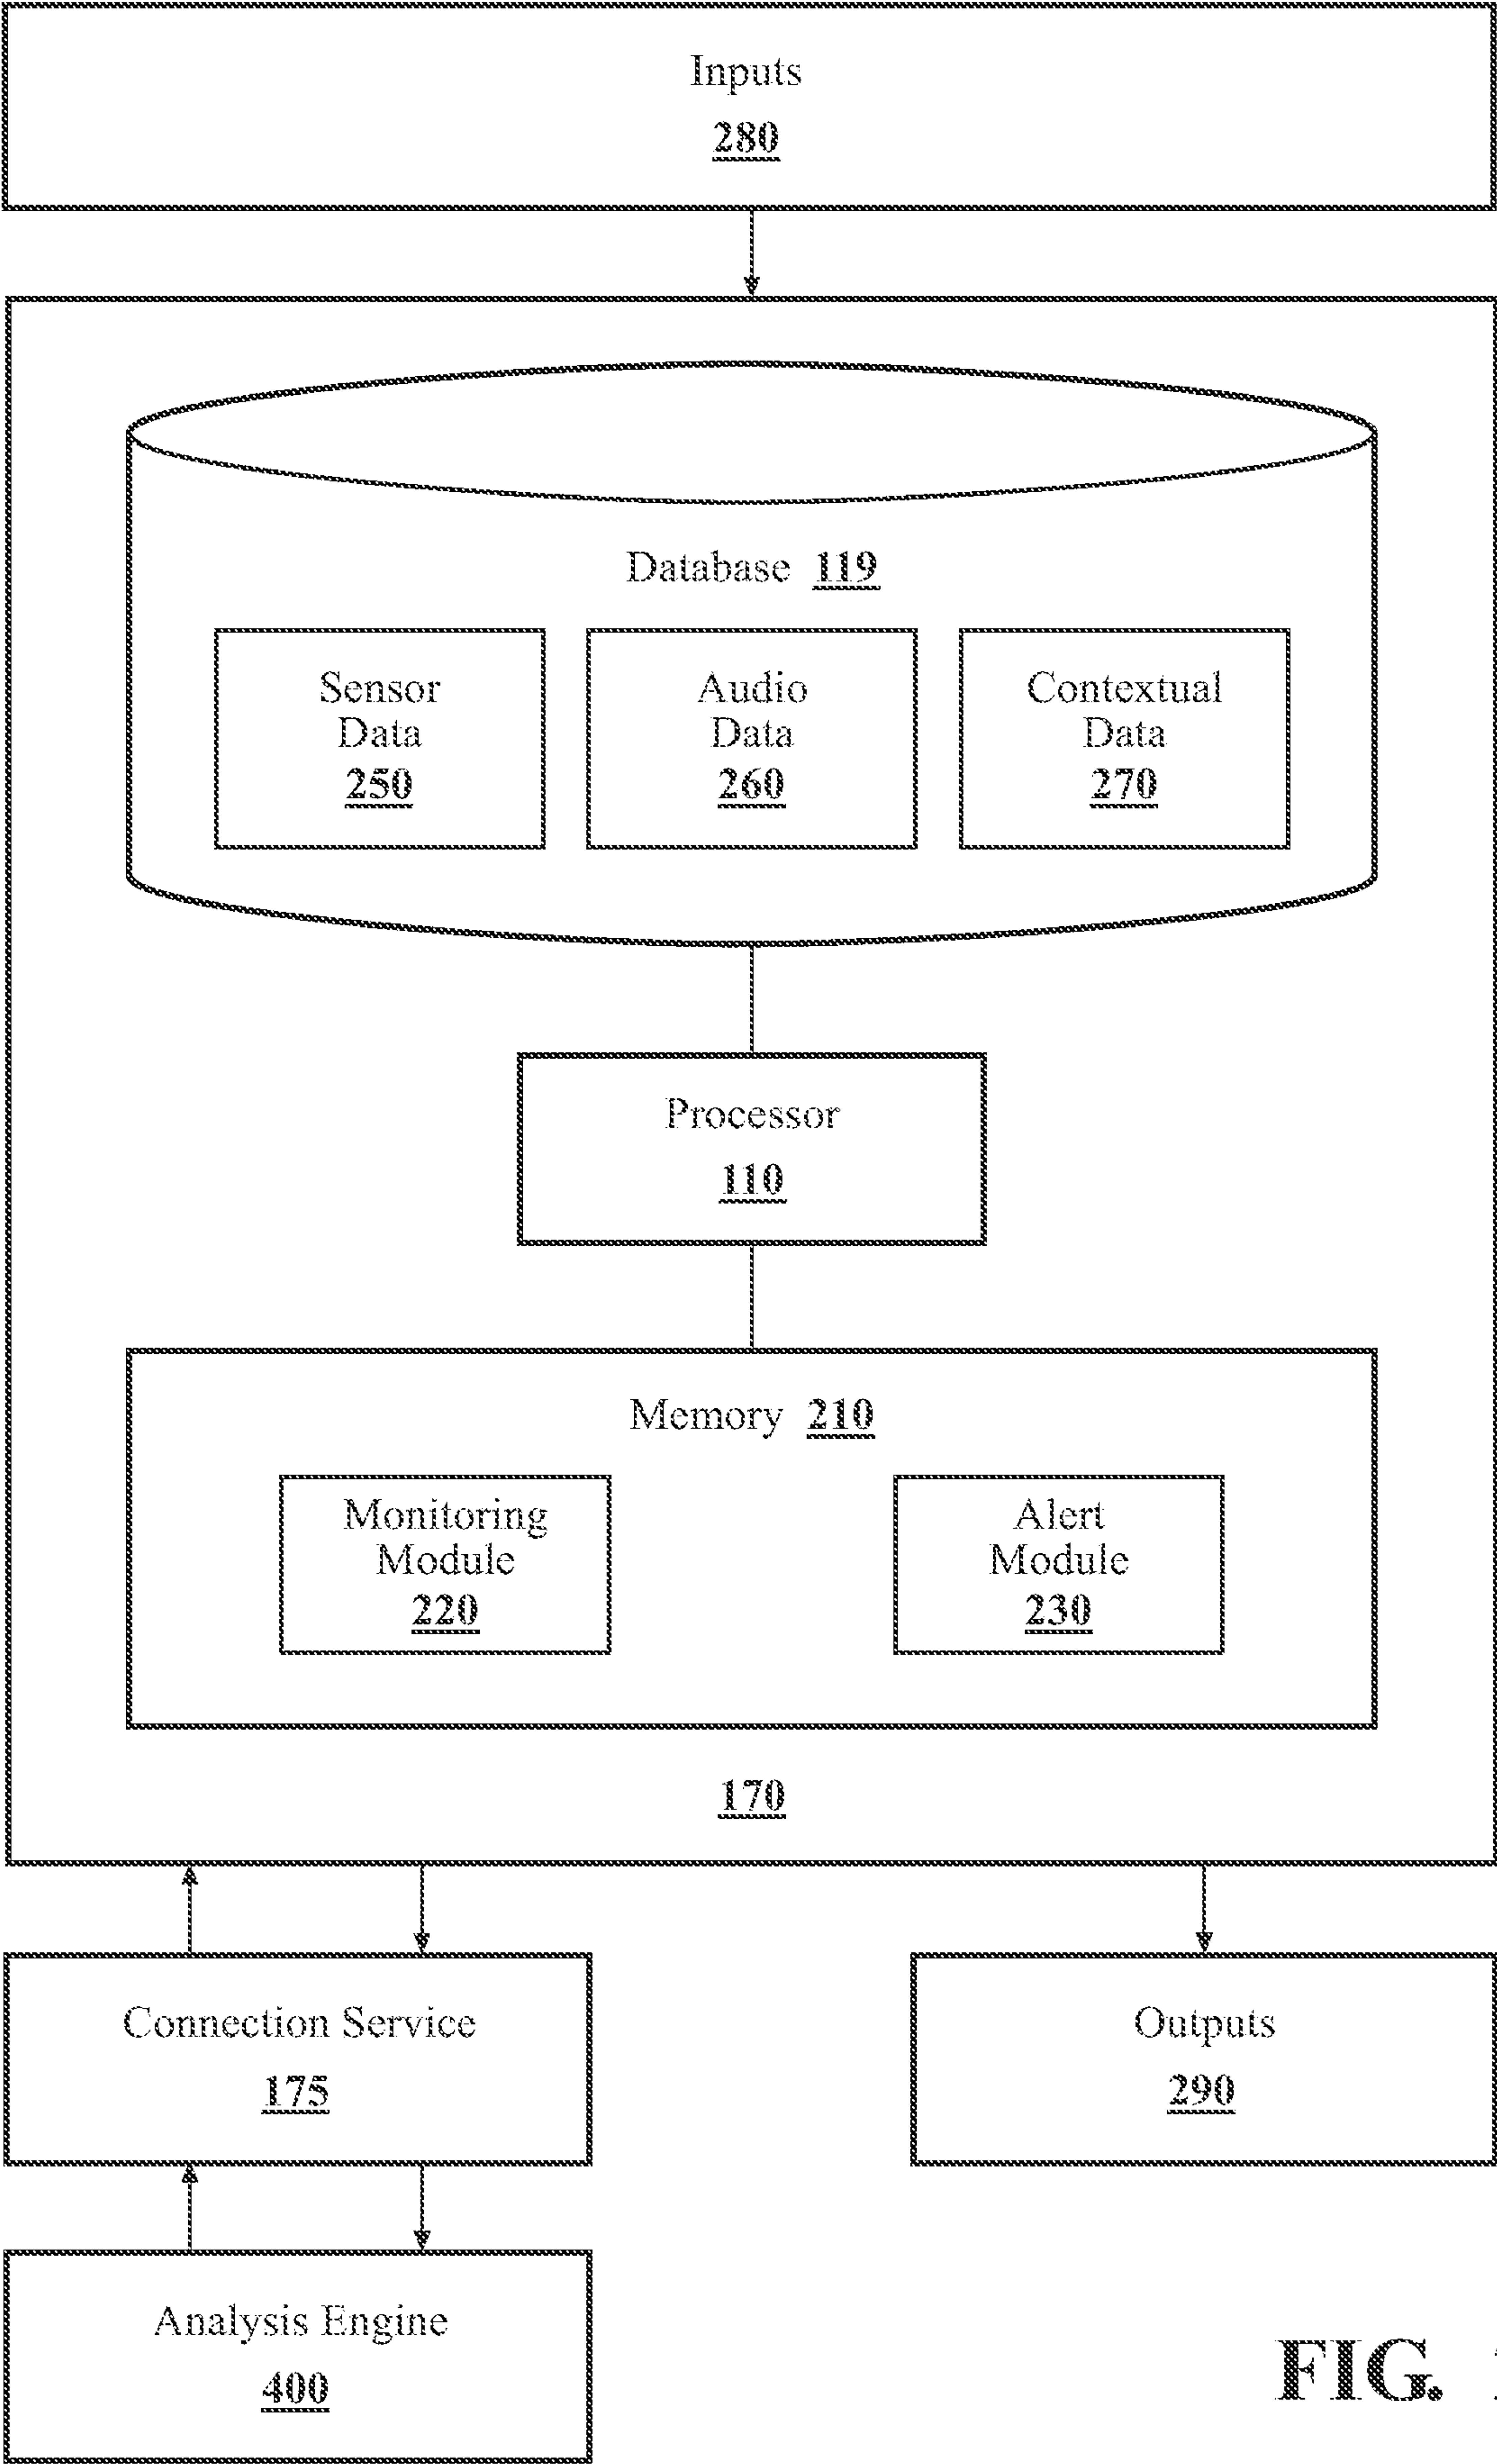 Inputs
280
Database 119
Sensor
Data
250
Audio
Data
260
Contextual
Data
270
Processor
110
Memory 210
Monitoring
Module
220
Alert
Module
230
170
Connection Service
175
Outputs
290
Analysis Engine
400
FIG.